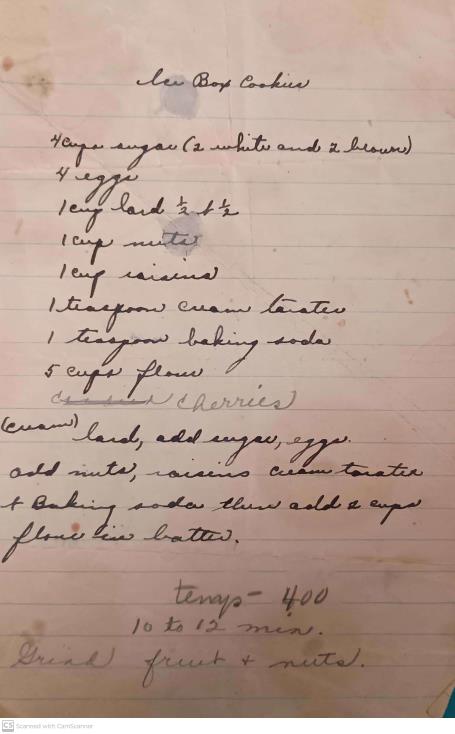 Ice Box Cookies
4 cups sugar (2 white and 2 brown)
4 eggs
1 cup lard ½ & ½
1 cup nuts
1 cup raisins
1 teaspoon cream tarater
1 teaspoon baking soda
5 cups flour
cherries
(cream) lard, add sugar, eggs.
add nuts, raisins cream tarater
& Baking soda then add 2 cups
flour in batter.
temp - 400
10 to 12 min.
Grind fruit + nuts.
CS Scanned with CamScanner